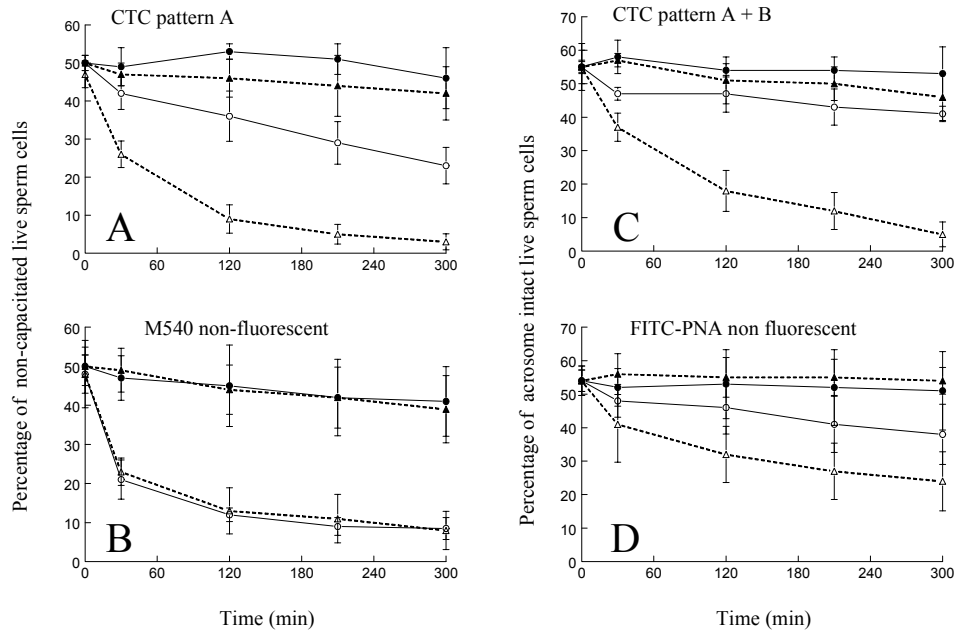 CTC pattern A
60
50
40
30
20
10
0
A
0 60 120 180 240 300
M540 non-fluorescent
60
50
40
30
20
10
0
B
0 60 120 180 240 300
Time (min)
Percentage of non-capacitated live sperm cells
CTC pattern A + B
70
60
50
40
30
20
10
0
C
0 60 120 180 240 300
FITC-PNA non fluorescent
70
60
50
40
30
20
10
0
D
0 60 120 180 240 300
Time (min)
Percentage of acrosome intact live sperm cells